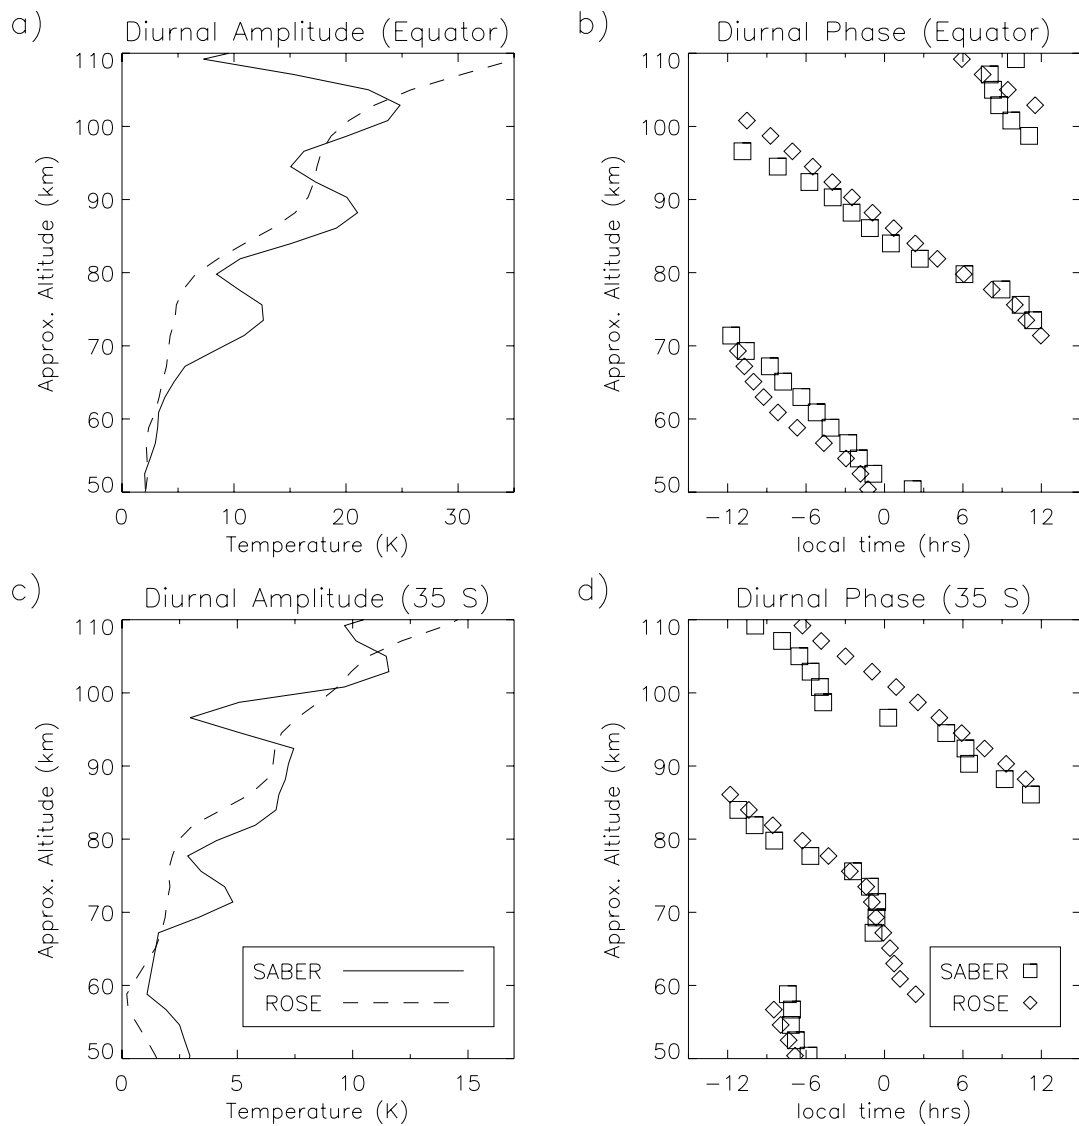 a)
Diurnal Amplitude (Equator)
110
100
90
80
70
60
50
Approx. Altitude (km)
0 10 20 30
Temperature (K)
b)
Diurnal Phase (Equator)
110
100
90
80
70
60
50
Approx. Altitude (km)
−12 −6 0 6 12
local time (hrs)
c)
Diurnal Amplitude (35 S)
110
100
90
80
70
60
50
Approx. Altitude (km)
SABER
ROSE
0 5 10 15
Temperature (K)
d)
Diurnal Phase (35 S)
110
100
90
80
70
60
50
Approx. Altitude (km)
SABER
ROSE
−12 −6 0 6 12
local time (hrs)